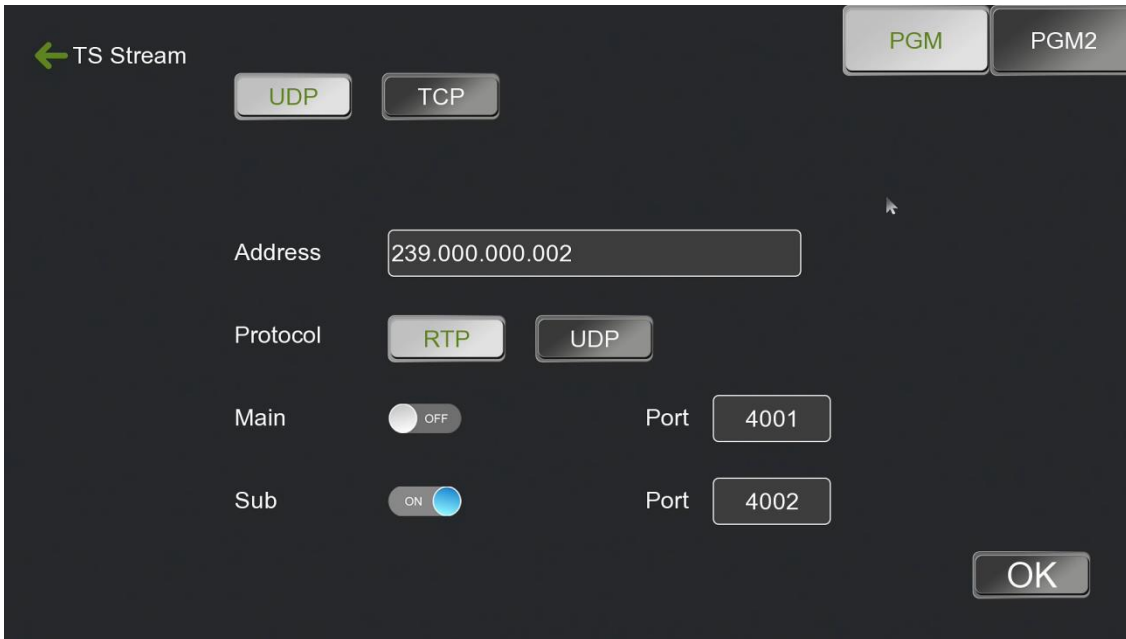 TS Stream
PGM PGM2
UDP TCP
Address 239.000.000.002
Protocol RTP UDP
Main OFF Port 4001
Sub ON Port 4002
OK